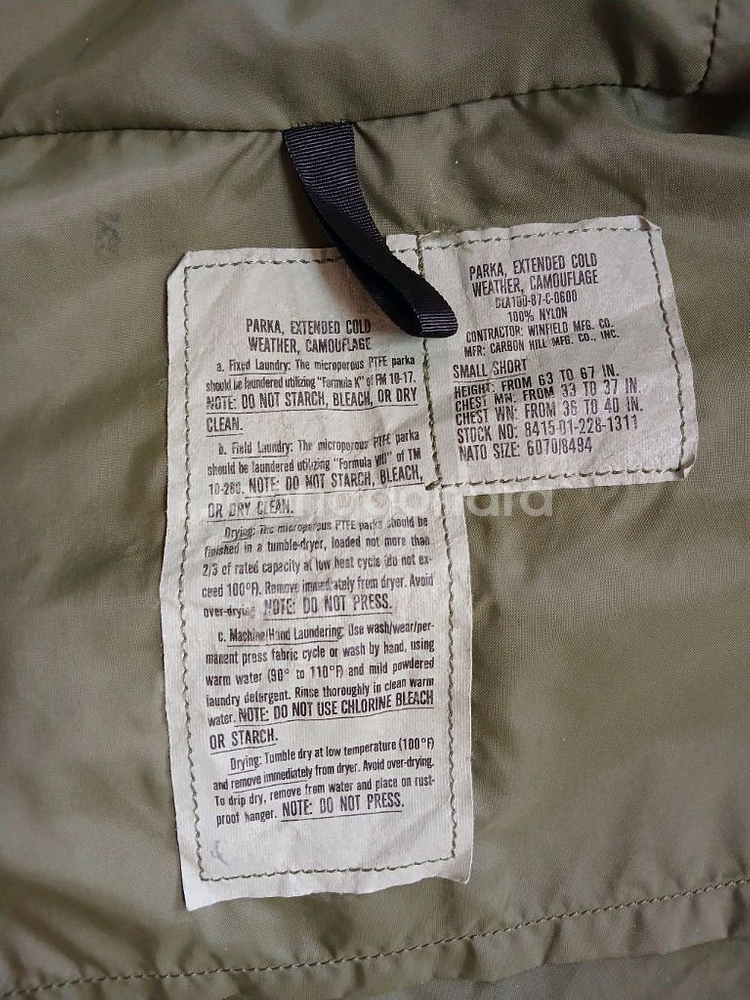 PARKA, EXTENDED COLD
WEATHER, CAMOUFLAGE
a. Fixed Laundry: The microporous PTFE parka
should be laundered utilizing "Formula K" of FM 10-17.
NOTE: DO NOT STARCH, BLEACH, OR DRY
CLEAN.
b. Field Laundry: The microporous PTFE parka
should be laundered utilizing "Formula VIII" of TM
10-280. NOTE: DO NOT STARCH, BLEACH,
OR DRY CLEAN.
Drying: The microporous PTFE parka should be
finished in a tumble-dryer, loaded not more than
2/3 of rated capacity at low heat cycle (do not ex-
ceed 100°F). Remove immediately from dryer. Avoid
over-drying. NOTE: DO NOT PRESS.
c. Machine/Hand Laundering: Use wash/wear/per-
manent press fabric cycle or wash by hand, using
warm water (90° to 110°F) and mild powdered
laundry detergent. Rinse thoroughly in clean warm
water. NOTE: DO NOT USE CHLORINE BLEACH
OR STARCH.
Drying: Tumble dry at low temperature (100°F)
and remove immediately from dryer. Avoid over-drying.
To drip dry, remove from water and place on rust-
proof hanger. NOTE: DO NOT PRESS.
PARKA, EXTENDED COLD
WEATHER, CAMOUFLAGE
DLA100-87-C-0600
100% NYLON
CONTRACTOR: WINFIELD MFG. CO.
MFR: CARBON HILL MFG. CO., INC.
SMALL/SHORT
HEIGHT: FROM 63 TO 67 IN.
CHEST MN: FROM 33 TO 37 IN.
CHEST WN: FROM 36 TO 40 IN.
STOCK NO: 8415-01-228-1311
NATO SIZE: 6070/8494